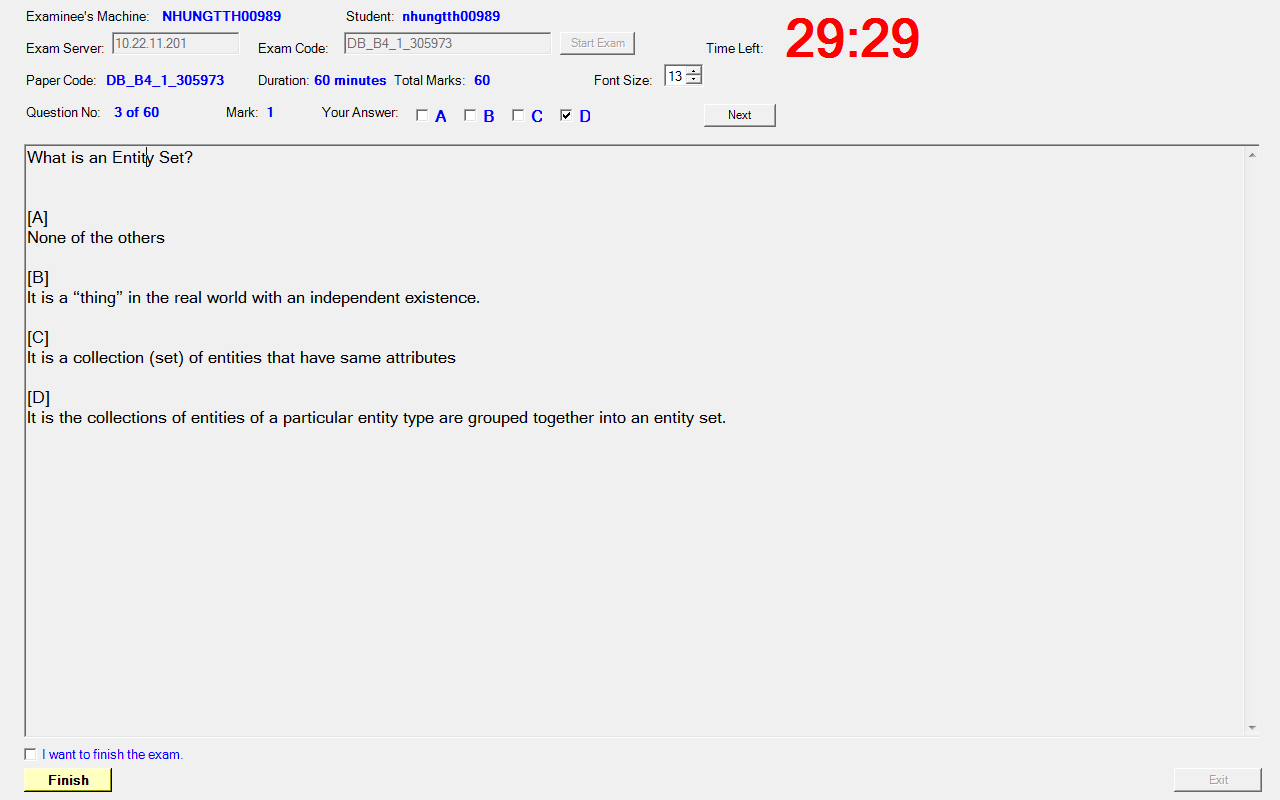 Examinee's Machine: NHUNGTTH00989 Student: nhungtth00989
Exam Server: 10.22.11.201 Exam Code: DB_B4_1_305973 Start Exam Time Left: 29:29
Paper Code: DB_B4_1_305973 Duration: 60 minutes Total Marks: 60 Font Size: 13
Question No: 3 of 60 Mark: 1 Your Answer: A B C D Next
What is an Entity Set?
[A]
None of the others
[B]
It is a “thing” in the real world with an independent existence.
[C]
It is a collection (set) of entities that have same attributes
[D]
It is the collections of entities of a particular entity type are grouped together into an entity set.
I want to finish the exam.
Finish Exit